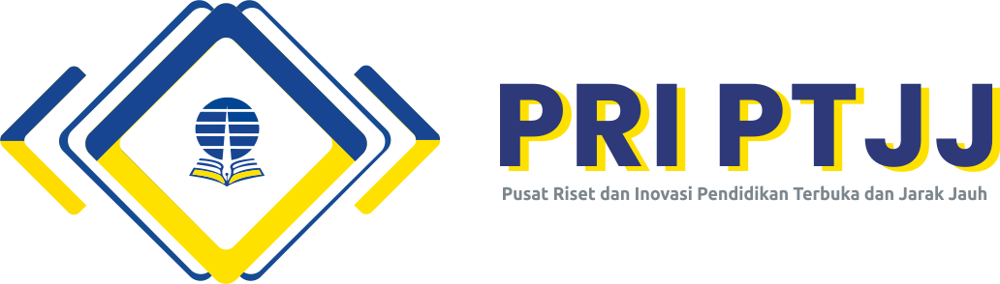 PRI PTJJ
Pusat Riset dan Inovasi Pendidikan Terbuka dan Jarak Jauh